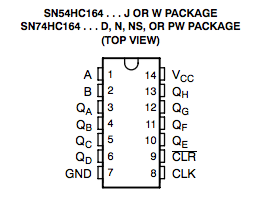 SN54HC164 . . . J OR W PACKAGE
SN74HC164 . . . D, N, NS, OR PW PACKAGE
(TOP VIEW)
A 1 14 VCC
B 2 13 QH
QA 3 12 QG
QB 4 11 QF
QC 5 10 QE
QD 6 9 CLR
GND 7 8 CLK